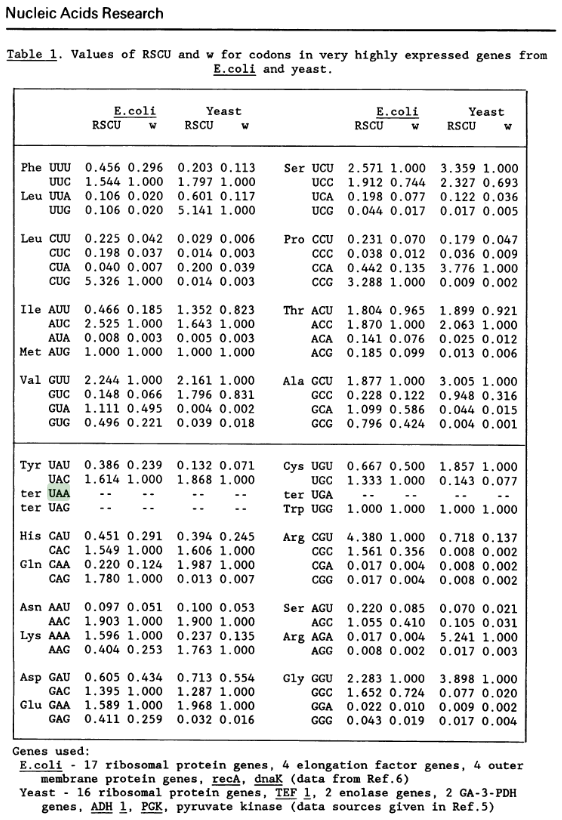 Nucleic Acids Research
Table 1. Values of RSCU and w for codons in very highly expressed genes from
E.coli and yeast.
E.coli Yeast E.coli Yeast
RSCU w RSCU w RSCU w RSCU w
Phe UUU 0.456 0.296 0.203 0.113 Ser UCU 2.571 1.000 3.359 1.000
UUC 1.544 1.000 1.797 1.000 UCC 1.912 0.744 2.327 0.693
Leu UUA 0.106 0.020 0.601 0.117 UCA 0.198 0.077 0.122 0.036
UUG 0.106 0.020 5.141 1.000 UCG 0.044 0.017 0.017 0.005
Leu CUU 0.225 0.042 0.029 0.006 Pro CCU 0.231 0.070 0.179 0.047
CUC 0.198 0.037 0.014 0.003 CCC 0.038 0.012 0.036 0.009
CUA 0.040 0.007 0.200 0.039 CCA 0.442 0.135 3.776 1.000
CUG 5.326 1.000 0.014 0.003 CCG 3.288 1.000 0.009 0.002
Ile AUU 0.466 0.185 1.352 0.823 Thr ACU 1.804 0.965 1.899 0.921
AUC 2.525 1.000 1.643 1.000 ACC 1.870 1.000 2.063 1.000
AUA 0.008 0.003 0.005 0.003 ACA 0.141 0.076 0.025 0.012
Met AUG 1.000 1.000 1.000 1.000 ACG 0.185 0.099 0.013 0.006
Val GUU 2.244 1.000 2.161 1.000 Ala GCU 1.877 1.000 3.005 1.000
GUC 0.148 0.066 1.796 0.831 GCC 0.228 0.122 0.948 0.316
GUA 1.111 0.495 0.004 0.002 GCA 1.099 0.586 0.044 0.015
GUG 0.496 0.221 0.039 0.018 GCG 0.796 0.424 0.004 0.001
Tyr UAU 0.386 0.239 0.132 0.071 Cys UGU 0.667 0.500 1.857 1.000
UAC 1.614 1.000 1.868 1.000 UGC 1.333 1.000 0.143 0.077
ter UAA -- -- -- -- ter UGA -- -- -- --
ter UAG -- -- -- -- Trp UGG 1.000 1.000 1.000 1.000
His CAU 0.451 0.291 0.394 0.245 Arg CGU 4.380 1.000 0.718 0.137
CAC 1.549 1.000 1.606 1.000 CGC 1.561 0.356 0.008 0.002
Gln CAA 0.220 0.124 1.987 1.000 CGA 0.017 0.004 0.008 0.002
CAG 1.780 1.000 0.013 0.007 CGG 0.017 0.004 0.008 0.002
Asn AAU 0.097 0.051 0.100 0.053 Ser AGU 0.220 0.085 0.070 0.021
AAC 1.903 1.000 1.900 1.000 AGC 1.055 0.410 0.105 0.031
Lys AAA 1.596 1.000 0.237 0.135 Arg AGA 0.017 0.004 5.241 1.000
AAG 0.404 0.253 1.763 1.000 AGG 0.008 0.002 0.017 0.003
Asp GAU 0.605 0.434 0.713 0.554 Gly GGU 2.283 1.000 3.898 1.000
GAC 1.395 1.000 1.287 1.000 GGC 1.652 0.724 0.077 0.020
Glu GAA 1.589 1.000 1.968 1.000 GGA 0.022 0.010 0.009 0.002
GAG 0.411 0.259 0.032 0.016 GGG 0.043 0.019 0.017 0.004
Genes used:
E.coli - 17 ribosomal protein genes, 4 elongation factor genes, 4 outer
membrane protein genes, recA, dnaK (data from Ref.6)
Yeast - 16 ribosomal protein genes, TEF 1, 2 enolase genes, 2 GA-3-PDH
genes, ADH 1, PGK, pyruvate kinase (data sources given in Ref.5)